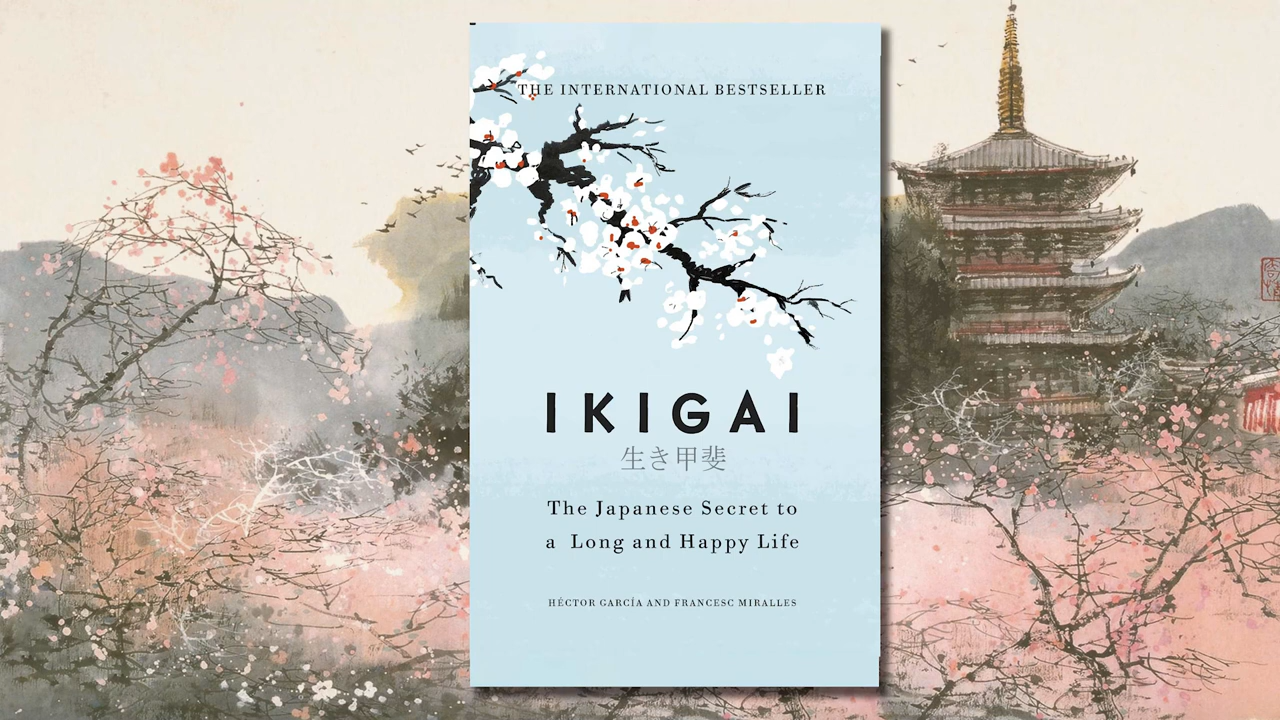 THE INTERNATIONAL BESTSELLER
IKIGAI
生き甲斐
The Japanese Secret to
a Long and Happy Life
HÉCTOR GARCÍA AND FRANCESC MIRALLES